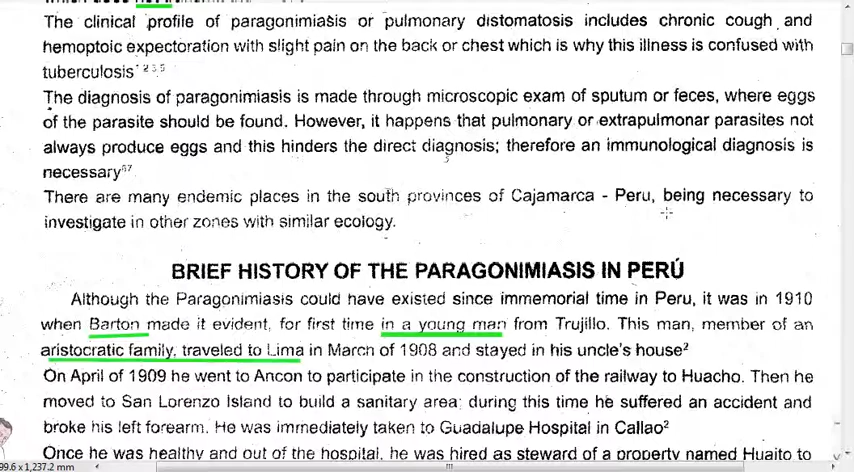 The clinical profile of paragonimiasis or pulmonary distomatosis includes chronic cough and
hemoptoic expectoration with slight pain on the back or chest which is why this illness is confused with
tuberculosis
The diagnosis of paragonimiasis is made through microscopic exam of sputum or feces, where eggs
of the parasite should be found. However, it happens that pulmonary or extrapulmonar parasites not
always produce eggs and this hinders the direct diagnosis; therefore an immunological diagnosis is
necessary
There are many endemic places in the south provinces of Cajamarca - Peru, being necessary to
investigate in other zones with similar ecology.
BRIEF HISTORY OF THE PARAGONIMIASIS IN PERÚ
Although the Paragonimiasis could have existed since immemorial time in Peru, it was in 1910
when Barton made it evident, for first time in a young man from Trujillo. This man, member of an
aristocratic family, traveled to Lima in March of 1908 and stayed in his uncle's house²
On April of 1909 he went to Ancon to participate in the construction of the railway to Huacho. Then he
moved to San Lorenzo Island to build a sanitary area; during this time he suffered an accident and
broke his left forearm. He was immediately taken to Guadalupe Hospital in Callao²
Once he was healthy and out of the hospital, he was hired as steward of a property named Huaito to
99.6 x 1,237.2 mm